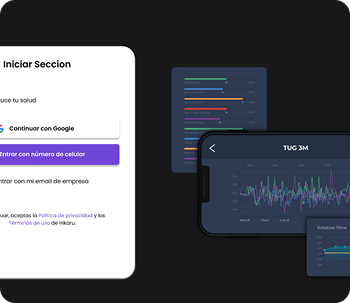 Iniciar Seccion
uce tu salud
Continuar con Google
Entrar con número de celular
ntrar con mi email de empresa
uar, aceptas la Política de privacidad y los
Términos de uso de Hikaru.
TUG 3M
Rotation Time